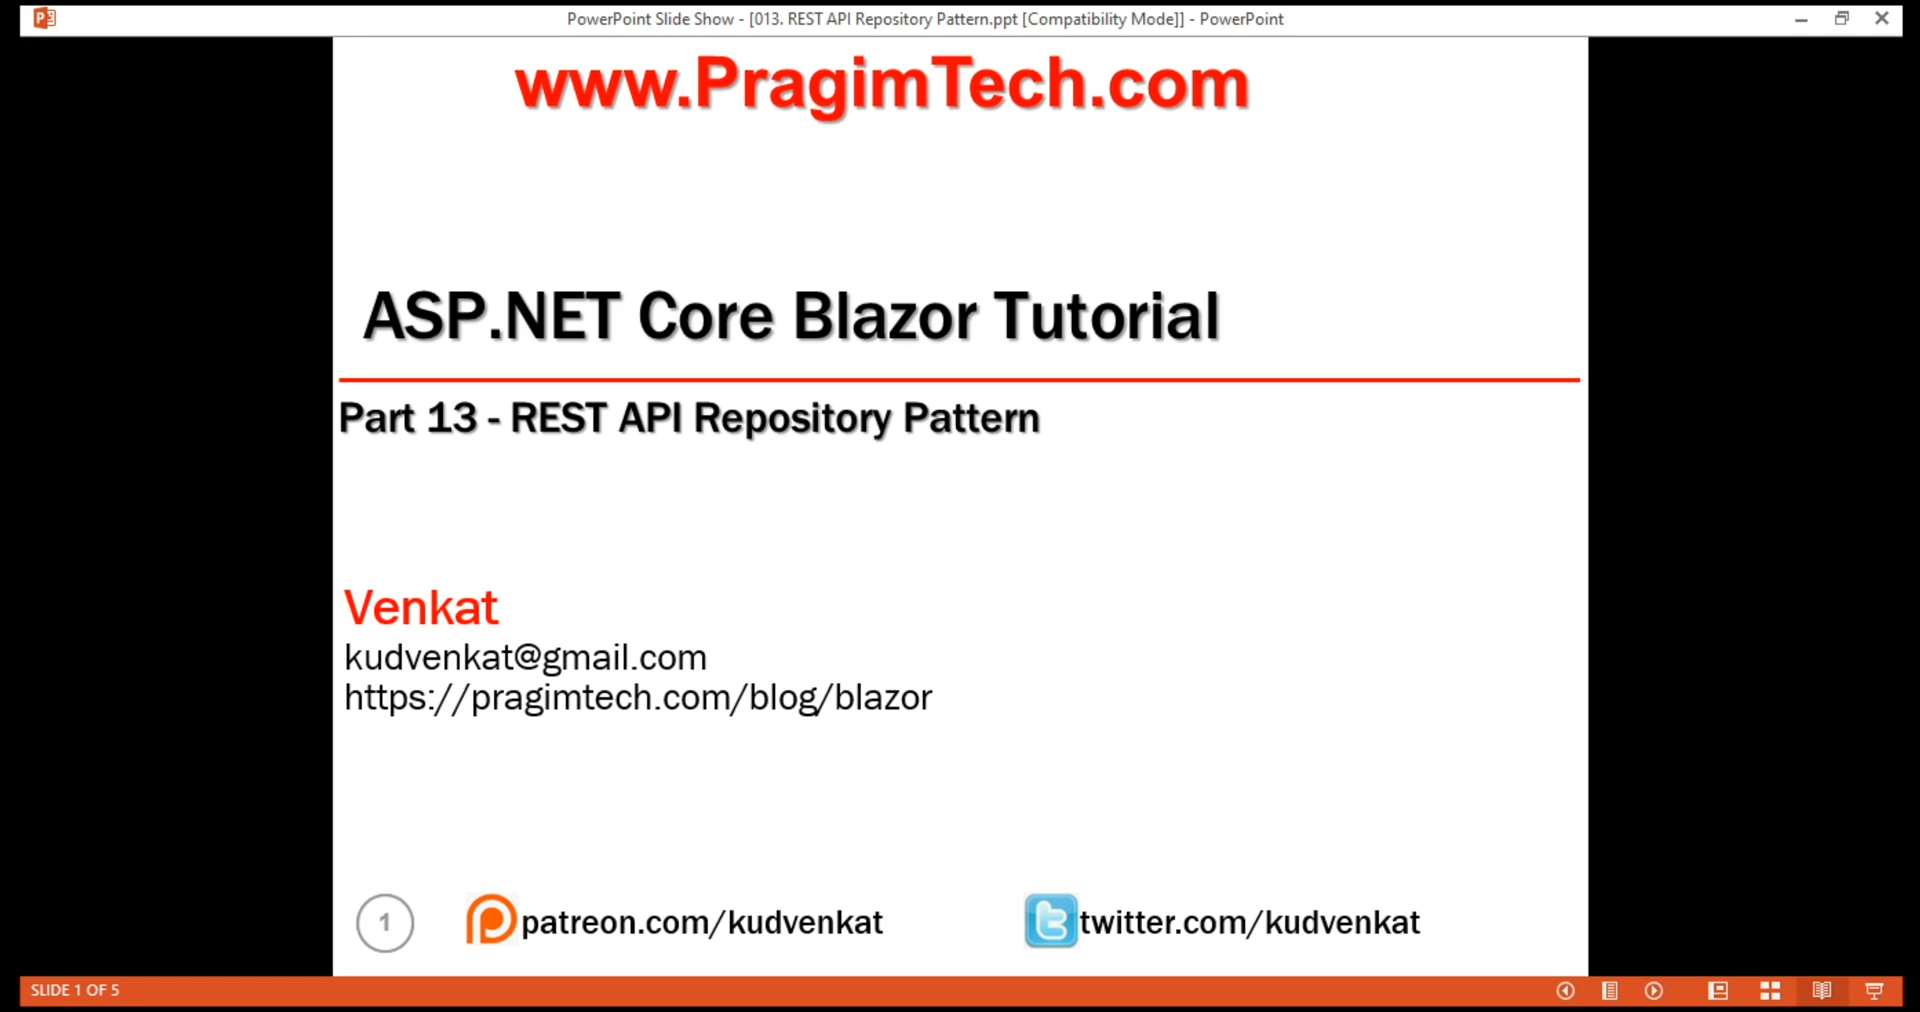 PowerPoint Slide Show - [013. REST API Repository Pattern.ppt [Compatibility Mode]] - PowerPoint
www.PragimTech.com
ASP.NET Core Blazor Tutorial
Part 13 - REST API Repository Pattern
Venkat
kudvenkat@gmail.com
https://pragimtech.com/blog/blazor
1
patreon.com/kudvenkat
twitter.com/kudvenkat
SLIDE 1 OF 5